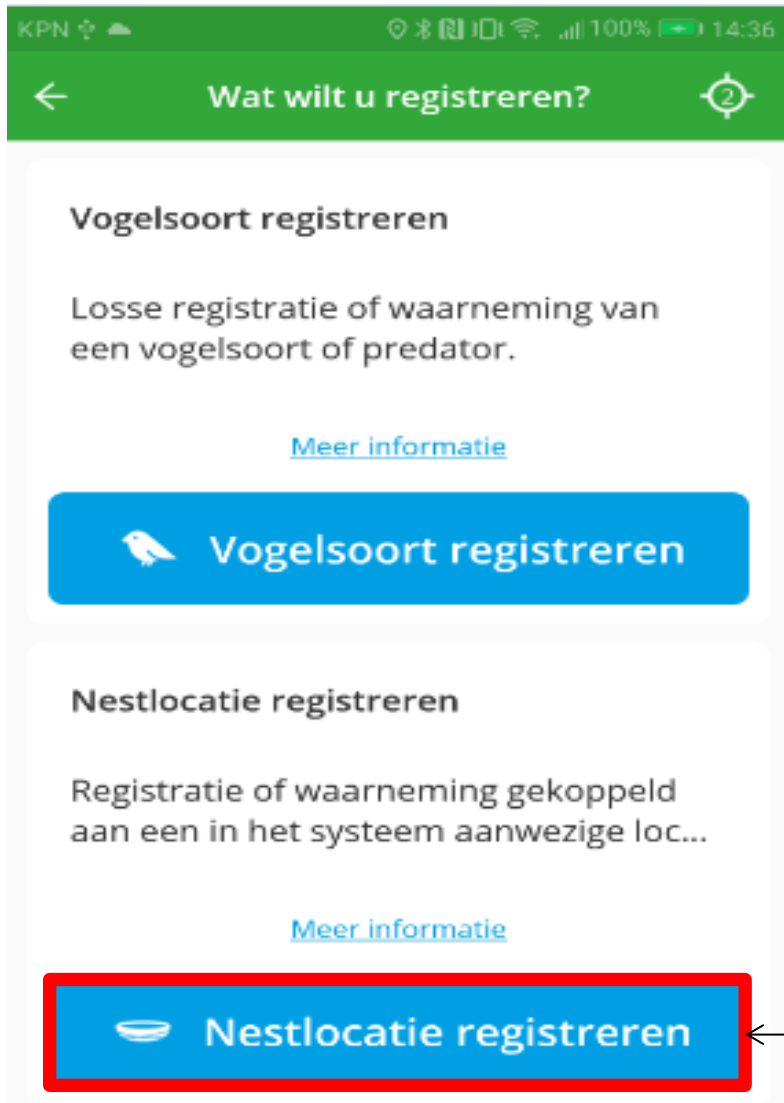 KPN 100% 14:36
Wat wilt u registreren? 2
Vogelsoort registreren
Losse registratie of waarneming van
een vogelsoort of predator.
Meer informatie
Vogelsoort registreren
Nestlocatie registreren
Registratie of waarneming gekoppeld
aan een in het systeem aanwezige loc...
Meer informatie
Nestlocatie registreren